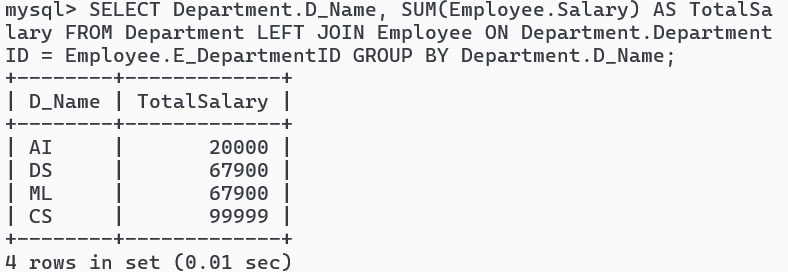 mysql> SELECT Department.D_Name, SUM(Employee.Salary) AS TotalSa
lary FROM Department LEFT JOIN Employee ON Department.Department
ID = Employee.E_DepartmentID GROUP BY Department.D_Name;
+--------+-------------+
| D_Name | TotalSalary |
+--------+-------------+
| AI     |       20000 |
| DS     |       67900 |
| ML     |       67900 |
| CS     |       99999 |
+--------+-------------+
4 rows in set (0.01 sec)